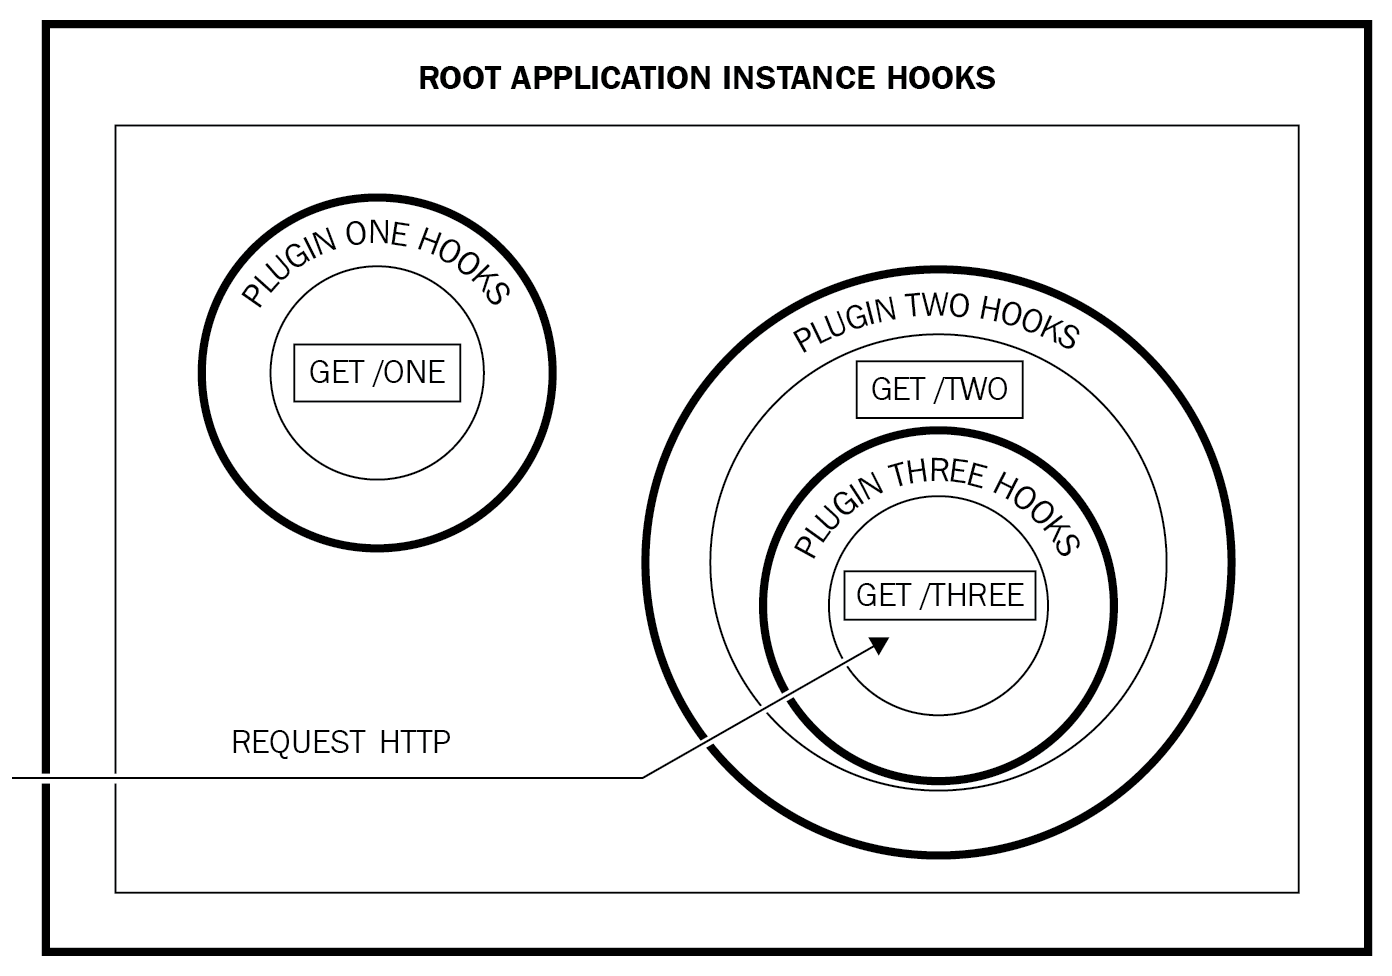 ROOT APPLICATION INSTANCE HOOKS
PLUGIN ONE HOOKS
GET /ONE
PLUGIN TWO HOOKS
GET /TWO
PLUGIN THREE HOOKS
GET /THREE
REQUEST HTTP